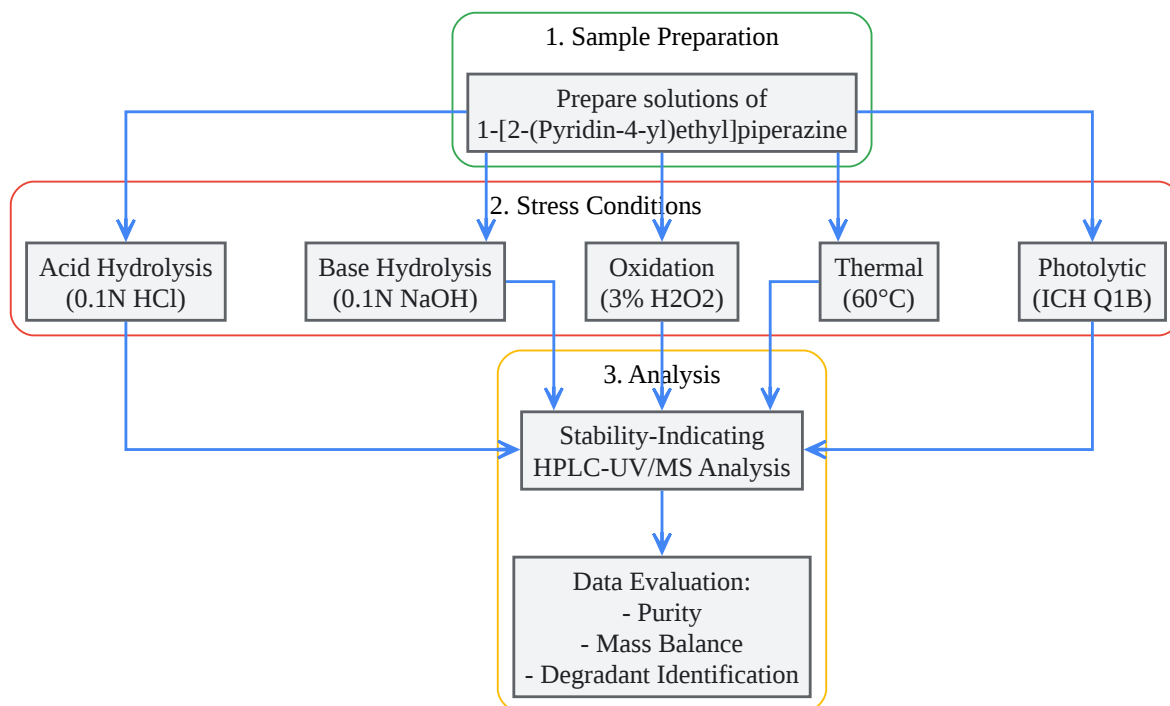 1. Sample Preparation
Prepare solutions of
1-[2-(Pyridin-4-yl)ethyl]piperazine
2. Stress Conditions
Acid Hydrolysis
(0.1N HCl)
Base Hydrolysis
(0.1N NaOH)
Oxidation
(3% H2O2)
Thermal
(60°C)
Photolytic
(ICH Q1B)
3. Analysis
Stability-Indicating
HPLC-UV/MS Analysis
Data Evaluation:
- Purity
- Mass Balance
- Degradant Identification